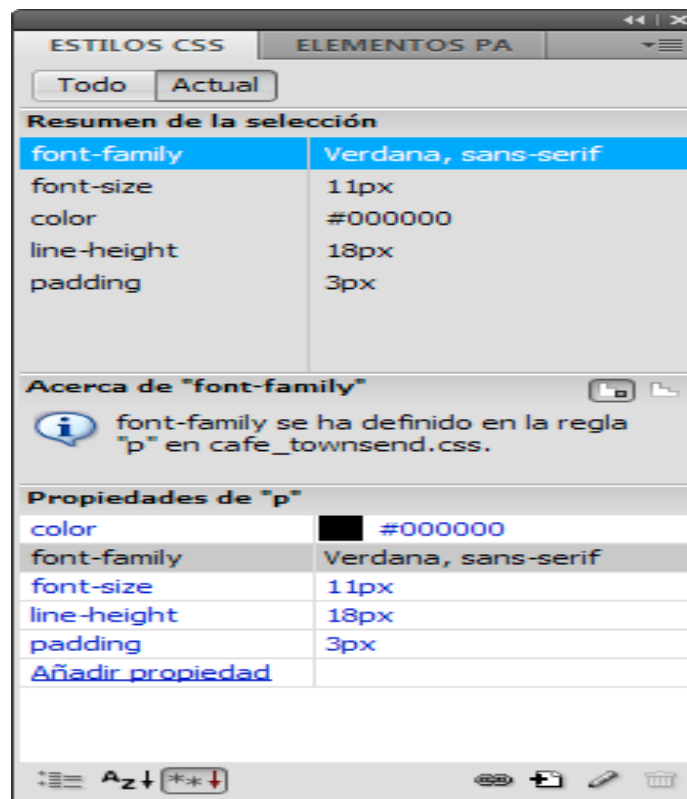 ESTILOS CSS ELEMENTOS PA
Todo Actual
Resumen de la selección
font-family Verdana, sans-serif
font-size 11px
color #000000
line-height 18px
padding 3px
Acerca de "font-family"
font-family se ha definido en la regla
"p" en cafe_townsend.css.
Propiedades de "p"
color #000000
font-family Verdana, sans-serif
font-size 11px
line-height 18px
padding 3px
Añadir propiedad